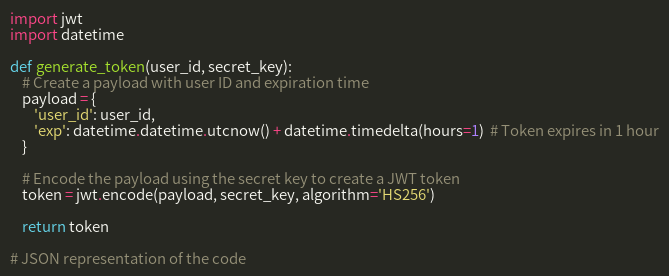 import jwt
import datetime
def generate_token(user_id, secret_key):
# Create a payload with user ID and expiration time
payload = {
'user_id': user_id,
'exp': datetime.datetime.utcnow() + datetime.timedelta(hours=1)  # Token expires in 1 hour
}
# Encode the payload using the secret key to create a JWT token
token = jwt.encode(payload, secret_key, algorithm='HS256')
return token
# JSON representation of the code